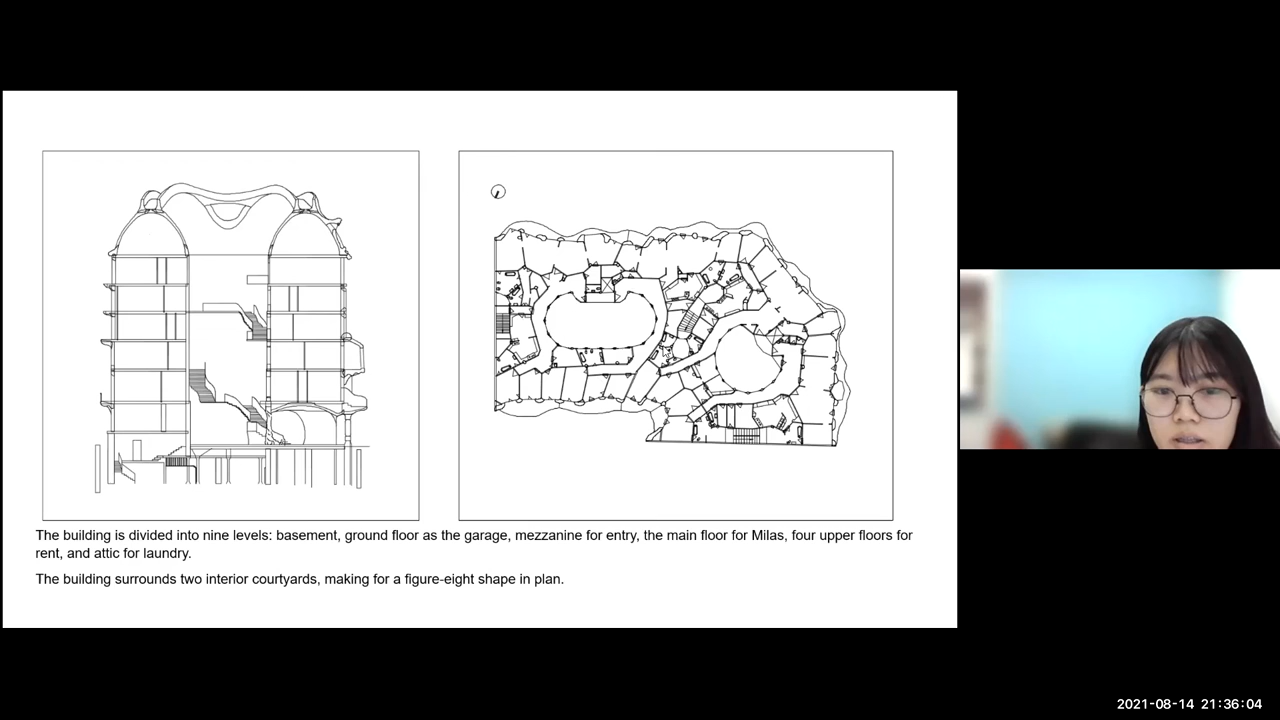 The building is divided into nine levels: basement, ground floor as the garage, mezzanine for entry, the main floor for Milas, four upper floors for
rent, and attic for laundry.
The building surrounds two interior courtyards, making for a figure-eight shape in plan.
2021-08-14 21:36:04